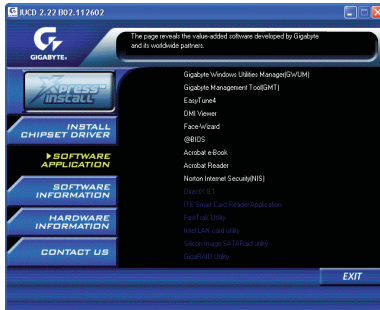 IUCD 2.22 B02.112602
The page reveals the value-added software developed by Gigabyte
and its worldwide partners.
GIGABYTE
Xpress™
INSTALL
INSTALL
CHIPSET DRIVER
SOFTWARE
APPLICATION
SOFTWARE
INFORMATION
HARDWARE
INFORMATION
CONTACT US
Gigabyte Windows Utilities Manager(GWUM)
Gigabyte Management Tool(GMT)
EasyTune4
DMI Viewer
Face-Wizard
@BIOS
Acrobat e-Book
Acrobat Reader
Norton Internet Security(NIS)
DirectX 8.1
ITE Smart Card Reader Application
FastTrak Utility
Intel LAN card utility
Silicon Image SATARaid utility
GigaRAID Utility
EXIT